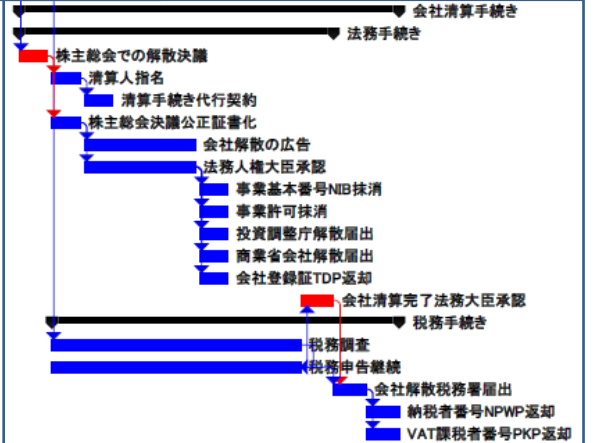 会社清算手続き
法務手続き
株主総会での解散決議
清算人指名
清算手続き代行契約
株主総会決議公正証書化
会社解散の広告
法務人権大臣承認
事業基本番号NIB抹消
事業許可抹消
投資調整庁解散届出
商業省会社解散届出
会社登録証TDP返却
会社清算完了法務大臣承認
税務手続き
税務調査
税務申告継続
会社解散税務署届出
納税者番号NPWP返却
VAT課税者番号PKP返却